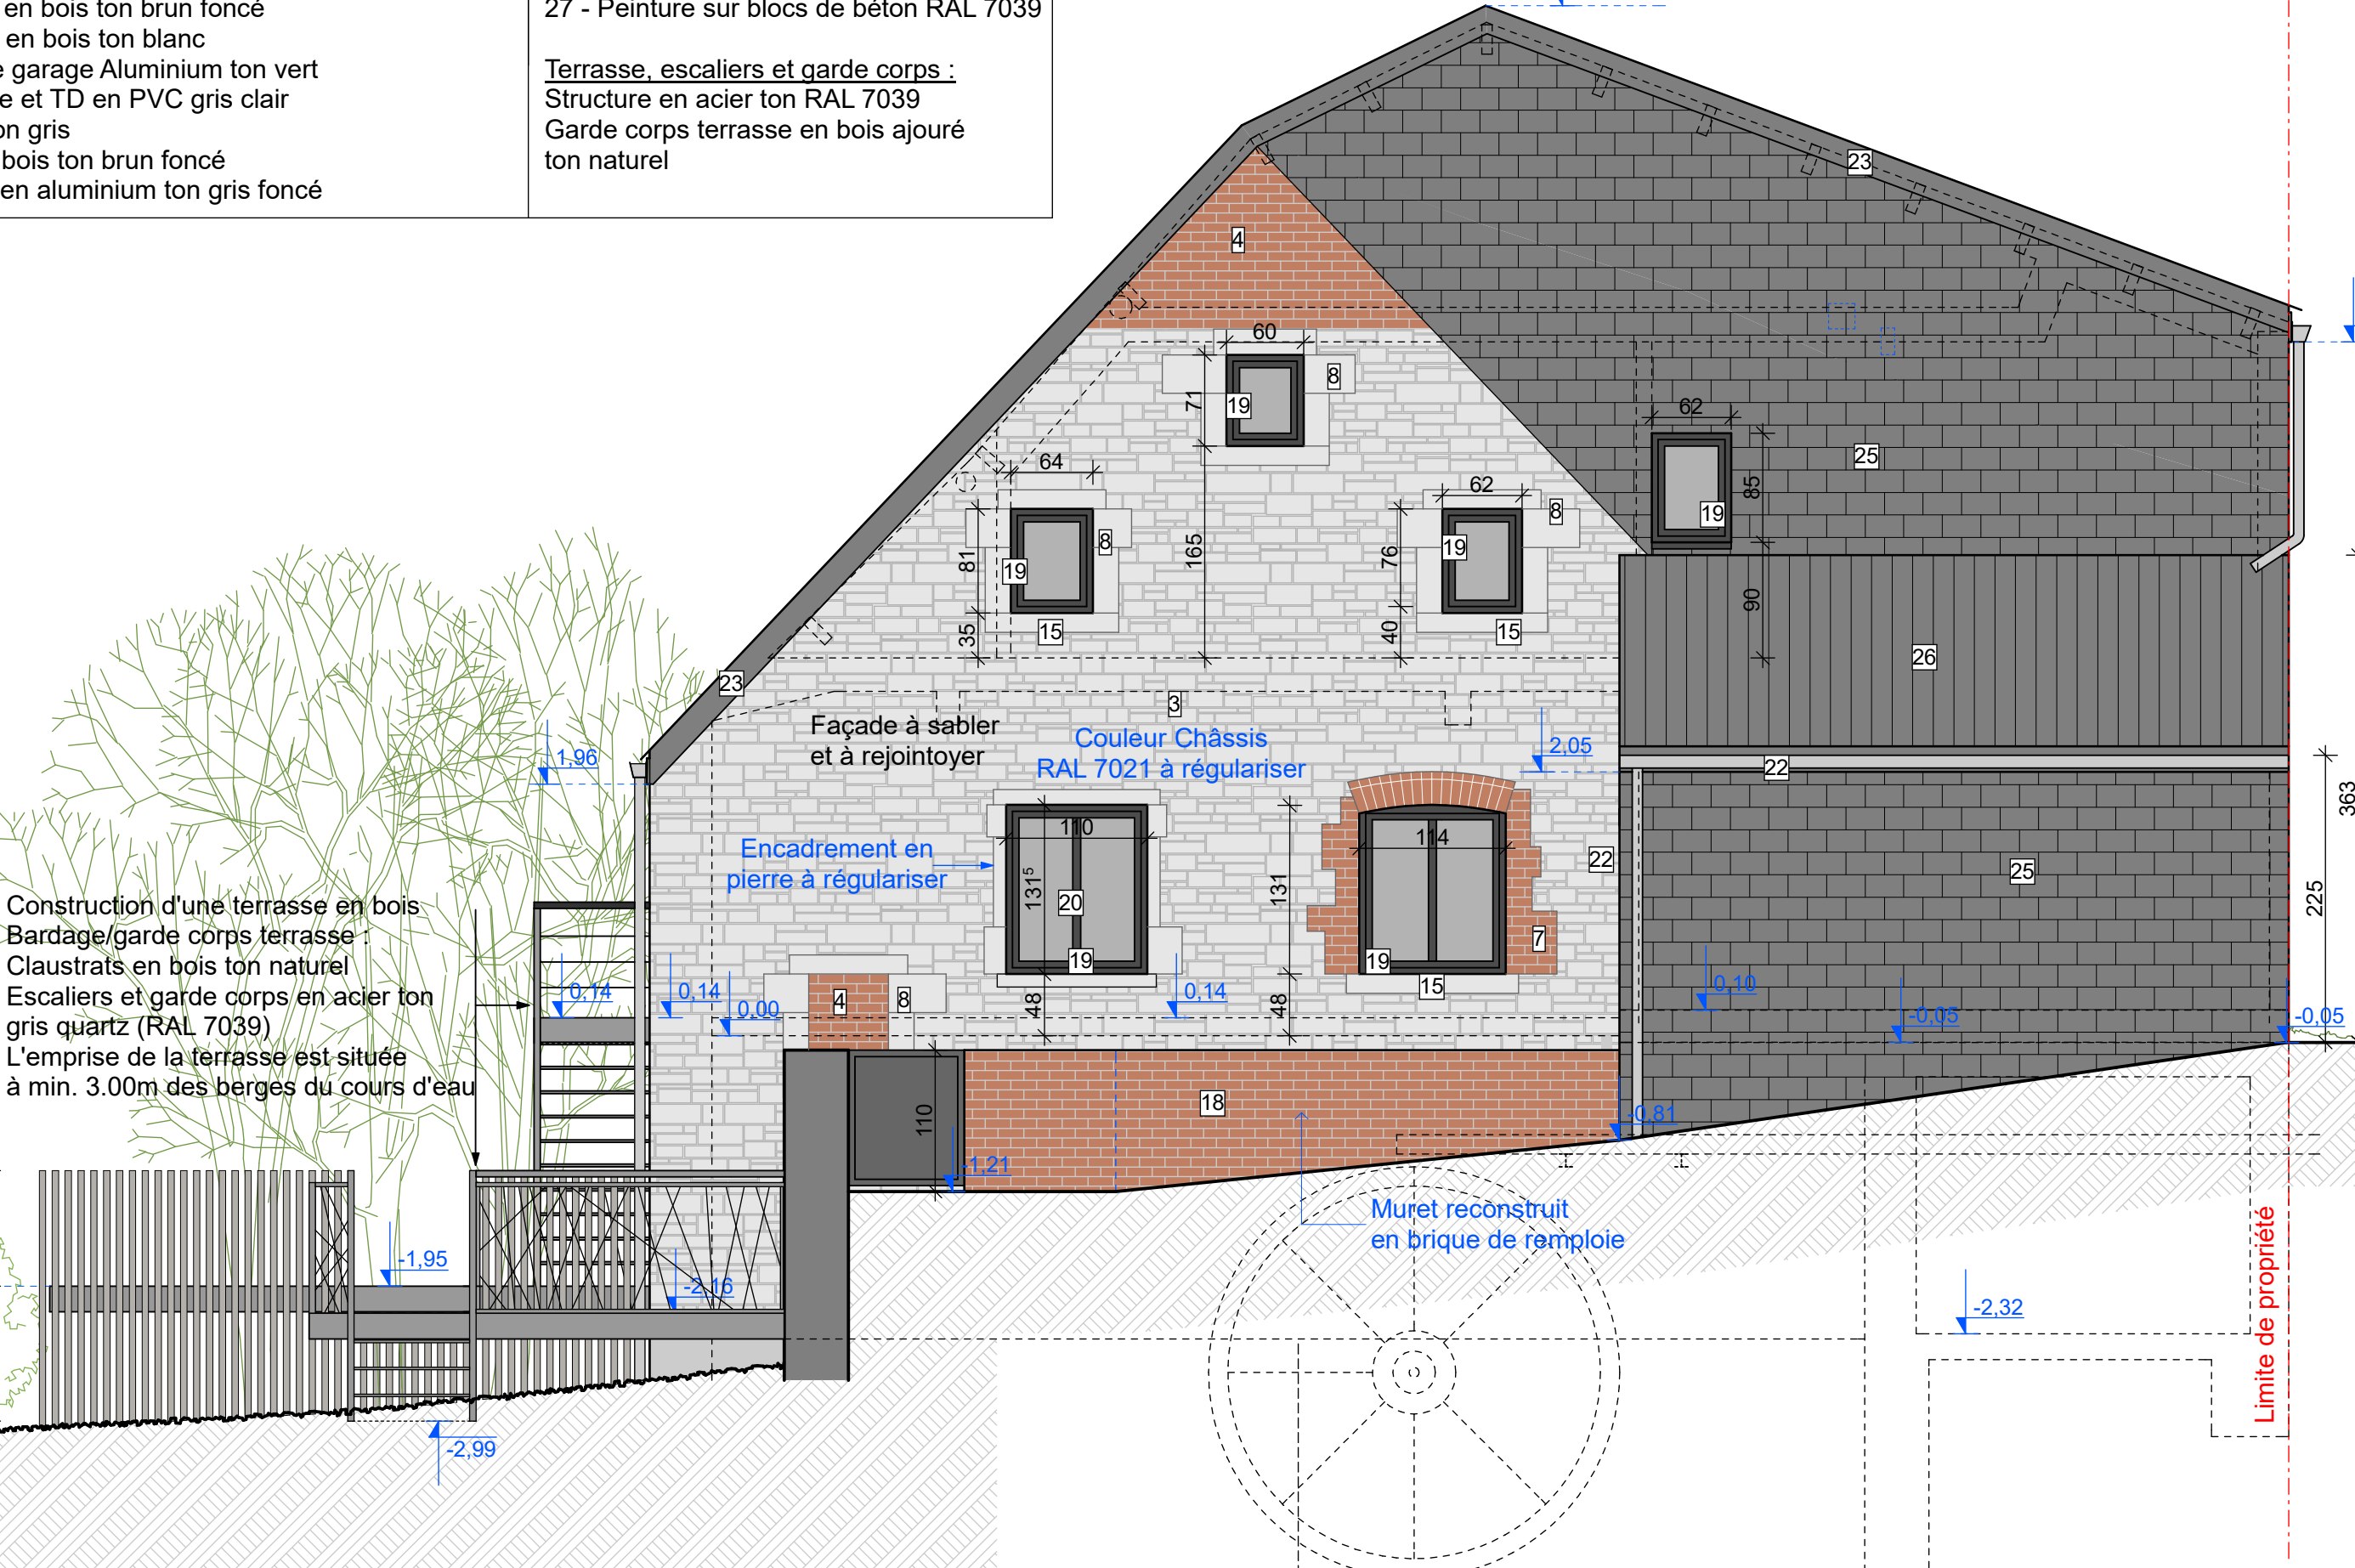 en bois ton brun foncé
en bois ton blanc
e garage Aluminium ton vert
e et TD en PVC gris clair
on gris
bois ton brun foncé
en aluminium ton gris foncé
27 - Peinture sur blocs de béton RAL 7039
Terrasse, escaliers et garde corps :
Structure en acier ton RAL 7039
Garde corps terrasse en bois ajouré
ton naturel
23
4
60
8
71
19
62
25
85
19
64
8
81
19
165
62
8
76
19
15
35
15
40
90
26
23
3
Façade à sabler
et à rejointoyer
Couleur Châssis
RAL 7021 à régulariser
2,05
1,96
22
363
Encadrement en
pierre à régulariser
110
131⁵
20
19
114
131
19
7
15
22
25
225
Construction d'une terrasse en bois
Bardage/garde corps terrasse :
Claustrats en bois ton naturel
Escaliers et garde corps en acier ton
gris quartz (RAL 7039)
L'emprise de la terrasse est située
à min. 3.00m des berges du cours d'eau
0,14
0,14
0,00
4
8
48
0,14
48
0,10
-0,05
-0,05
110
18
-0,81
-1,21
Muret reconstruit
en brique de remploie
-1,95
-2,16
-2,32
Limite de propriété
-2,99